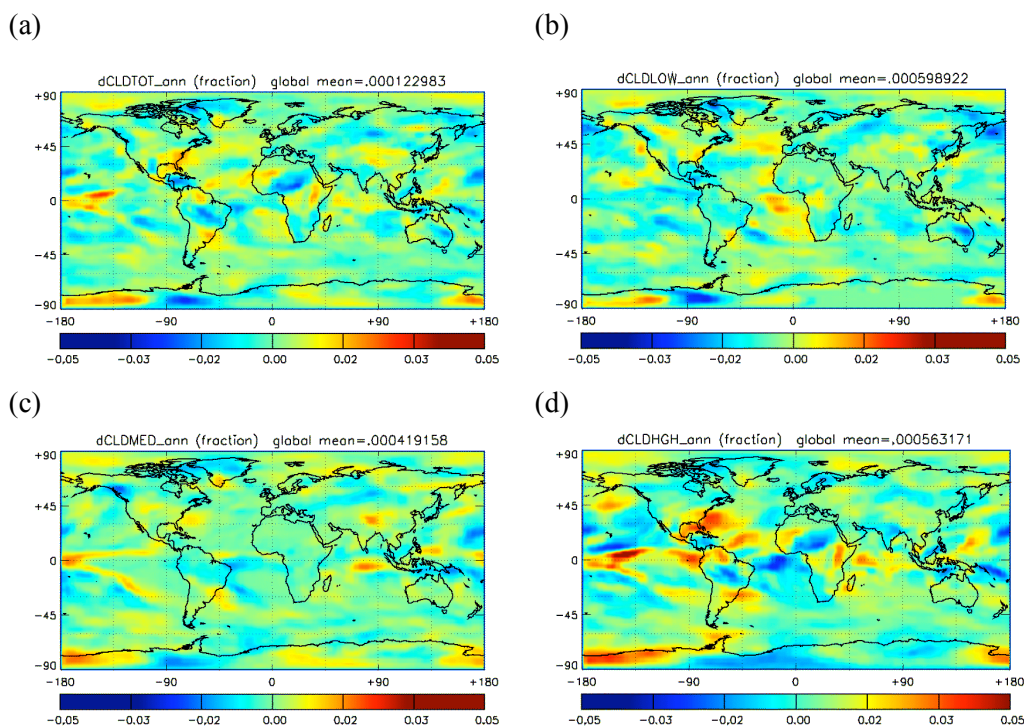 (a)
dCLDTOT_ann (fraction) global mean=.000122983
+90
+45
0
-45
-90
-180 -90 0 +90 +180
-0.05 -0.03 -0.02 0.00 0.02 0.03 0.05
(b)
dCLDLOW_ann (fraction) global mean=.000598922
+90
+45
0
-45
-90
-180 -90 0 +90 +180
-0.05 -0.03 -0.02 0.00 0.02 0.03 0.05
(c)
dCLDMED_ann (fraction) global mean=.000419158
+90
+45
0
-45
-90
-180 -90 0 +90 +180
-0.05 -0.03 -0.02 0.00 0.02 0.03 0.05
(d)
dCLDHGH_ann (fraction) global mean=.000563171
+90
+45
0
-45
-90
-180 -90 0 +90 +180
-0.05 -0.03 -0.02 0.00 0.02 0.03 0.05